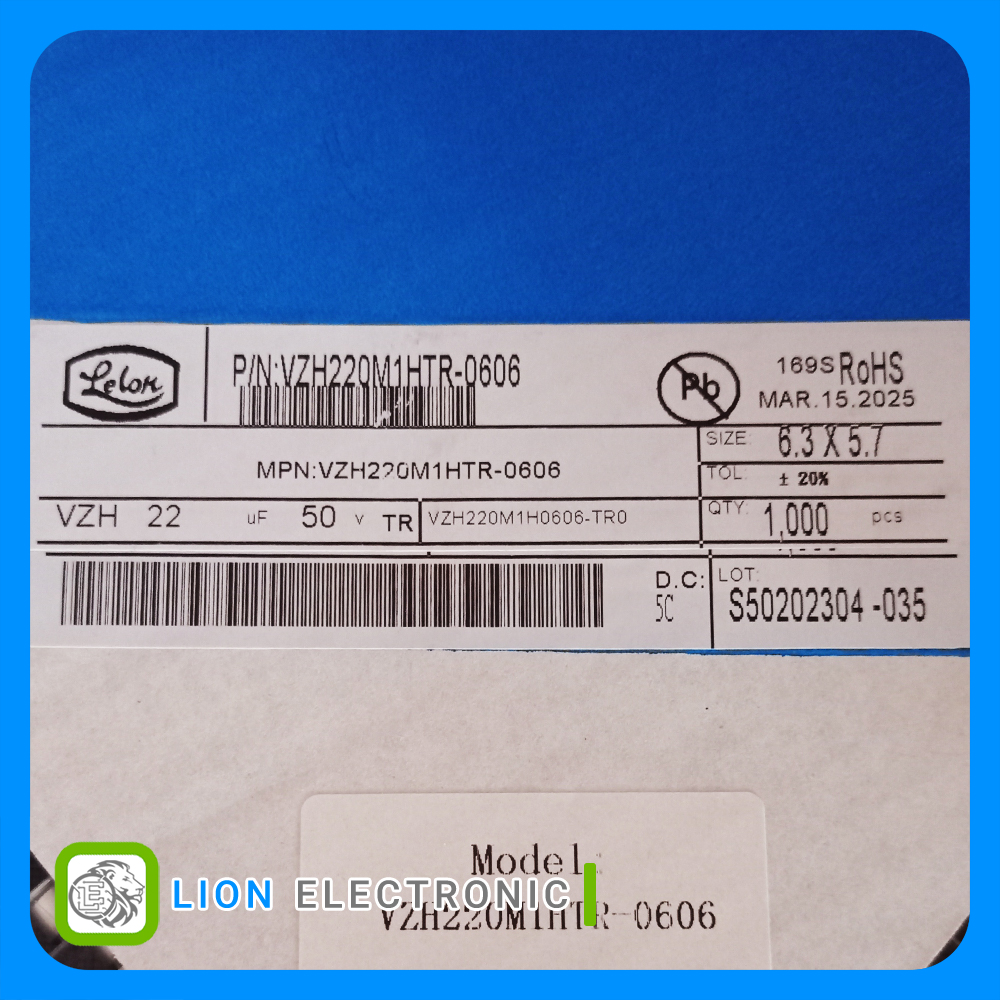 Lelon
P/N:VZH220M1HTR-0606
Pb
169S RoHS
MAR.15.2025
MPN:VZH220M1HTR-0606
SIZE: 6.3 X 5.7
TOL: ± 20%
VZH 22 uF 50 v TR
VZH220M1H0606-TR0
QTY: 1,000 pcs
D.C:
5C
LOT:
S50202304-035
Model
VZH220M1HTR-0606
LION ELECTRONIC